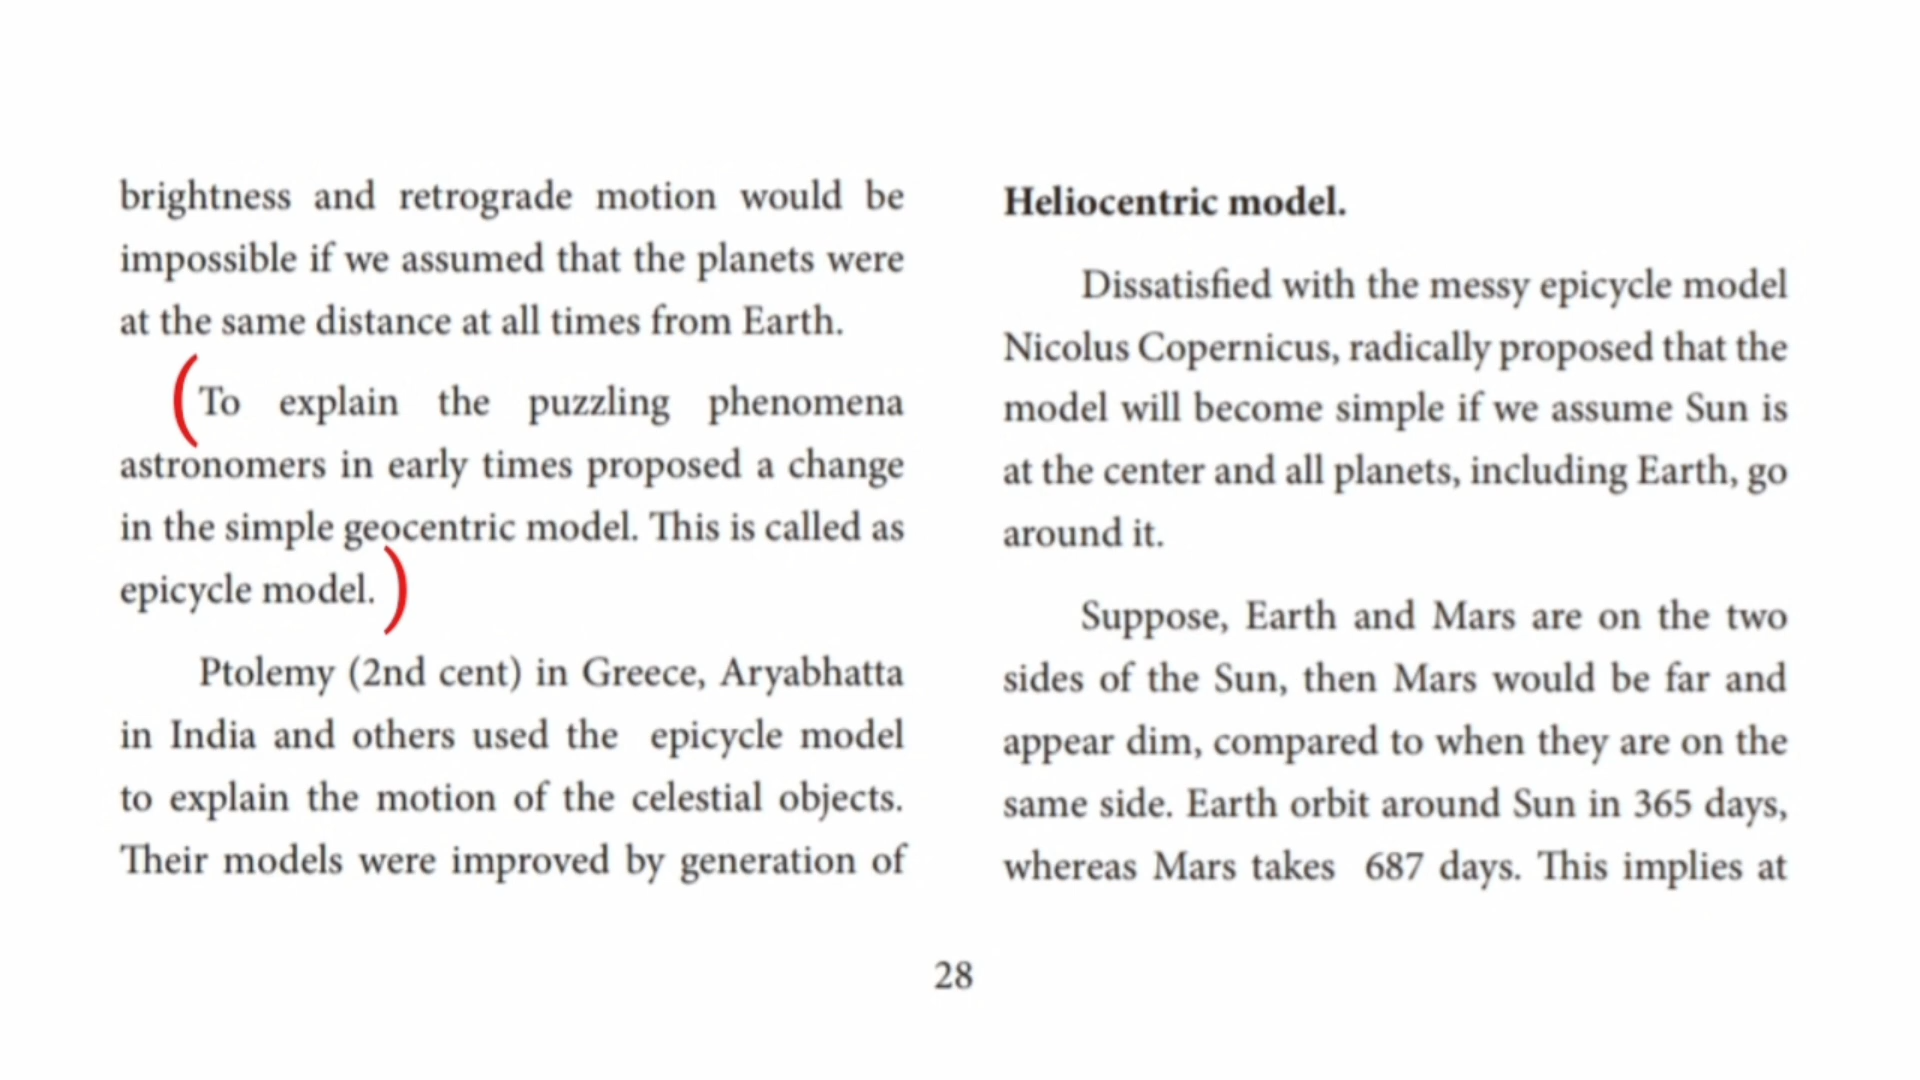 brightness and retrograde motion would be
impossible if we assumed that the planets were
at the same distance at all times from Earth.
To explain the puzzling phenomena
astronomers in early times proposed a change
in the simple geocentric model. This is called as
epicycle model.
Ptolemy (2nd cent) in Greece, Aryabhatta
in India and others used the epicycle model
to explain the motion of the celestial objects.
Their models were improved by generation of
Heliocentric model.
Dissatisfied with the messy epicycle model
Nicolus Copernicus, radically proposed that the
model will become simple if we assume Sun is
at the center and all planets, including Earth, go
around it.
Suppose, Earth and Mars are on the two
sides of the Sun, then Mars would be far and
appear dim, compared to when they are on the
same side. Earth orbit around Sun in 365 days,
whereas Mars takes 687 days. This implies at
28